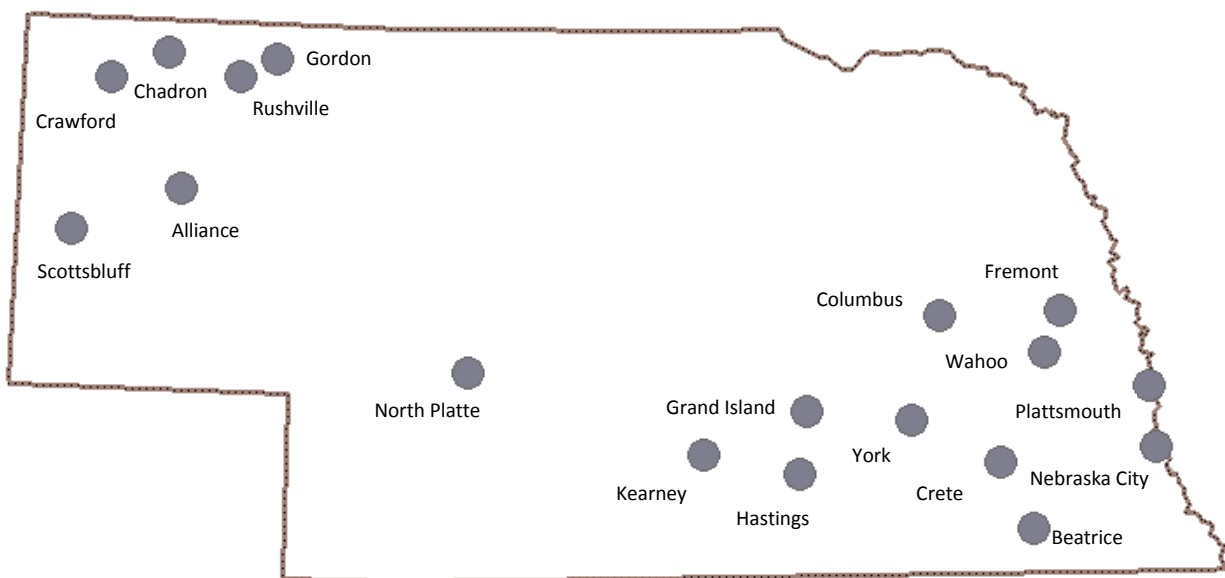 Gordon
Chadron
Rushville
Crawford
Alliance
Scottsbluff
Fremont
Columbus
Wahoo
North Platte
Grand Island
Plattsmouth
York
Nebraska City
Kearney
Crete
Hastings
Beatrice